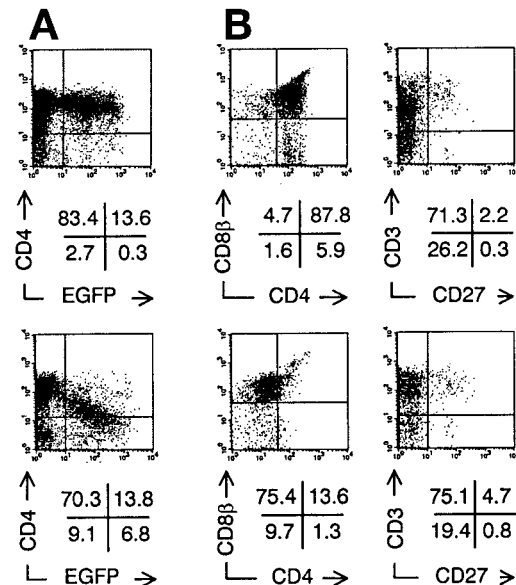 A B
83.4 13.6
2.7 0.3
CD4
EGFP
4.7 87.8
1.6 5.9
CD8β
CD4
71.3 2.2
26.2 0.3
CD3
CD27
70.3 13.8
9.1 6.8
CD4
EGFP
75.4 13.6
9.7 1.3
CD8β
CD4
75.1 4.7
19.4 0.8
CD3
CD27